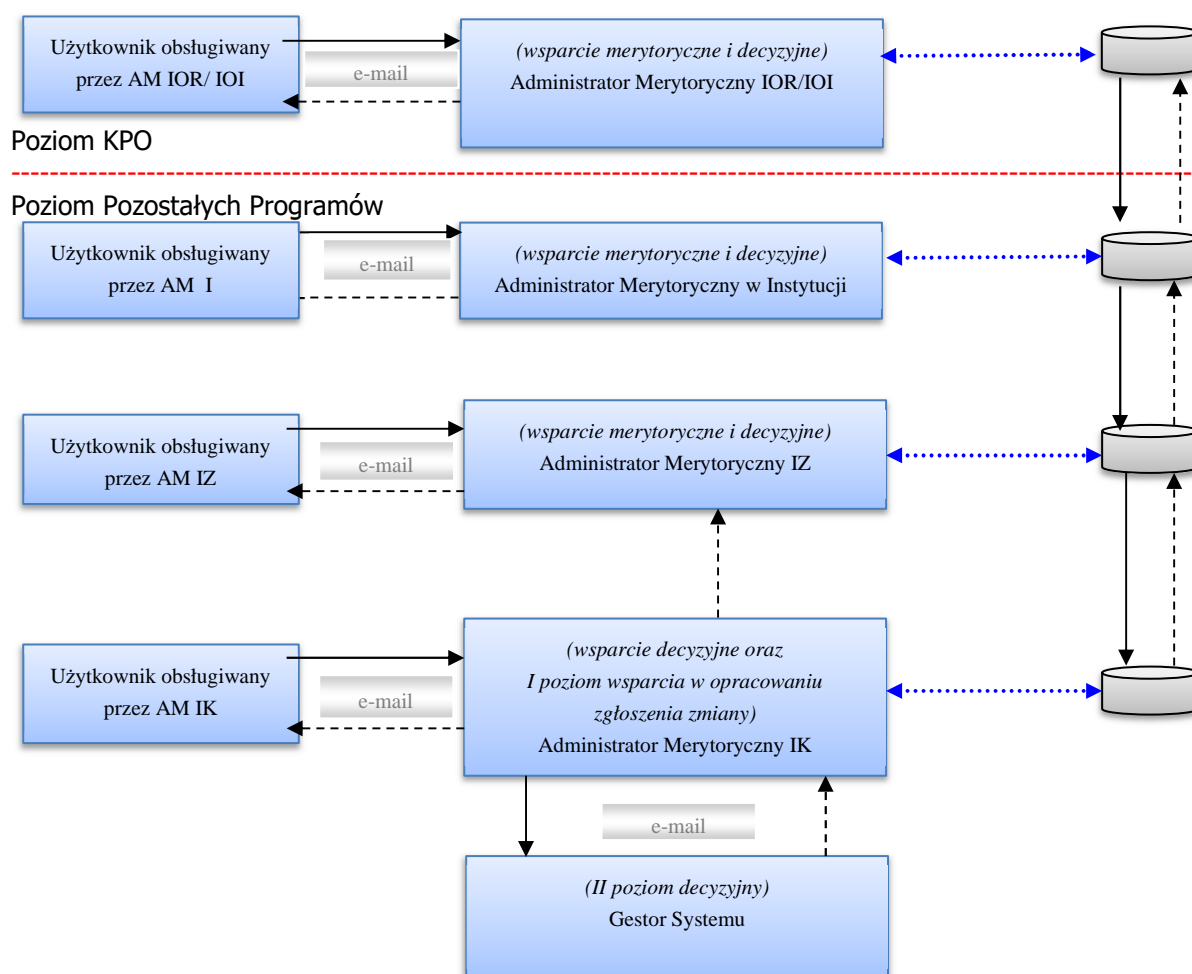 Użytkownik obsługiwany
przez AM IOR/ IOI
e-mail
(wsparcie merytoryczne i decyzyjne)
Administrator Merytoryczny IOR/IOI
Poziom KPO
Poziom Pozostałych Programów
Użytkownik obsługiwany
przez AM  I
e-mail
(wsparcie merytoryczne i decyzyjne)
Administrator Merytoryczny w Instytucji
Użytkownik obsługiwany
przez AM IZ
e-mail
(wsparcie merytoryczne i decyzyjne)
Administrator Merytoryczny IZ
Użytkownik obsługiwany
przez AM IK
e-mail
(wsparcie decyzyjne oraz
I poziom wsparcia w opracowaniu
zgłoszenia zmiany)
Administrator Merytoryczny IK
e-mail
(II poziom decyzyjny)
Gestor Systemu